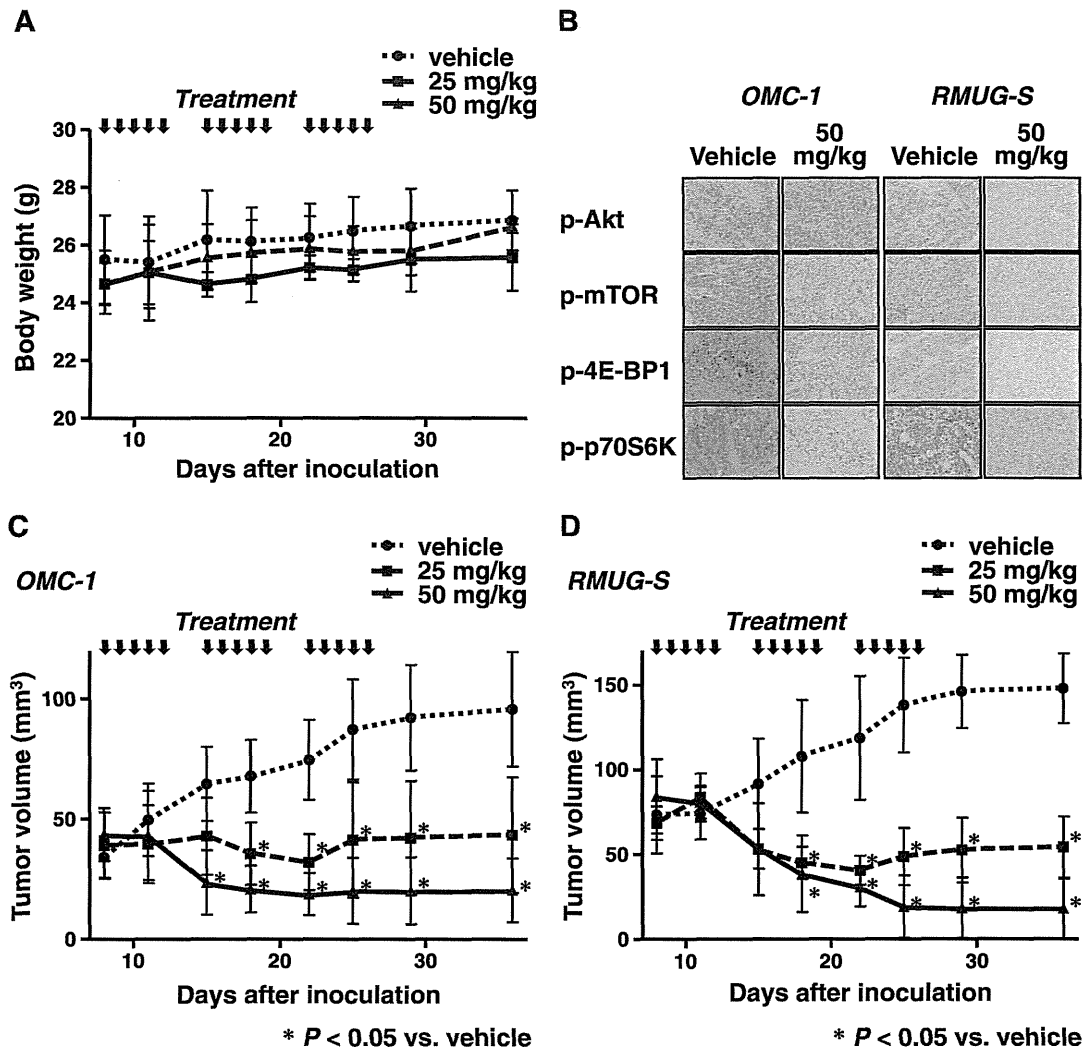 A
vehicle
25 mg/kg
50 mg/kg
Treatment
30
28
26
24
22
20
Body weight (g)
10 20 30
Days after inoculation
B
OMC-1 RMUG-S
Vehicle 50 mg/kg Vehicle 50 mg/kg
p-Akt
p-mTOR
p-4E-BP1
p-p70S6K
C
OMC-1
vehicle
25 mg/kg
50 mg/kg
Treatment
100
50
0
Tumor volume (mm³)
* * * * *
* * * * * *
10 20 30
Days after inoculation
* P < 0.05 vs. vehicle
D
RMUG-S
vehicle
25 mg/kg
50 mg/kg
Treatment
150
100
50
0
Tumor volume (mm³)
* * * * *
* * * * *
10 20 30
Days after inoculation
* P < 0.05 vs. vehicle